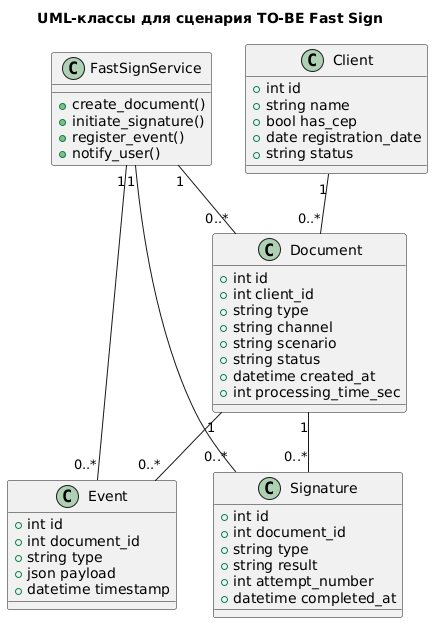 UML-классы для сценария TO-BE Fast Sign
C FastSignService
create_document()
initiate_signature()
register_event()
notify_user()
C Client
int id
string name
bool has_cep
date registration_date
string status
1
1
1
1
0..*
0..*
C Document
int id
int client_id
string type
string channel
string scenario
string status
datetime created_at
int processing_time_sec
1
1
0..*
0..*
0..*
0..*
C Event
int id
int document_id
string type
json payload
datetime timestamp
C Signature
int id
int document_id
string type
string result
int attempt_number
datetime completed_at